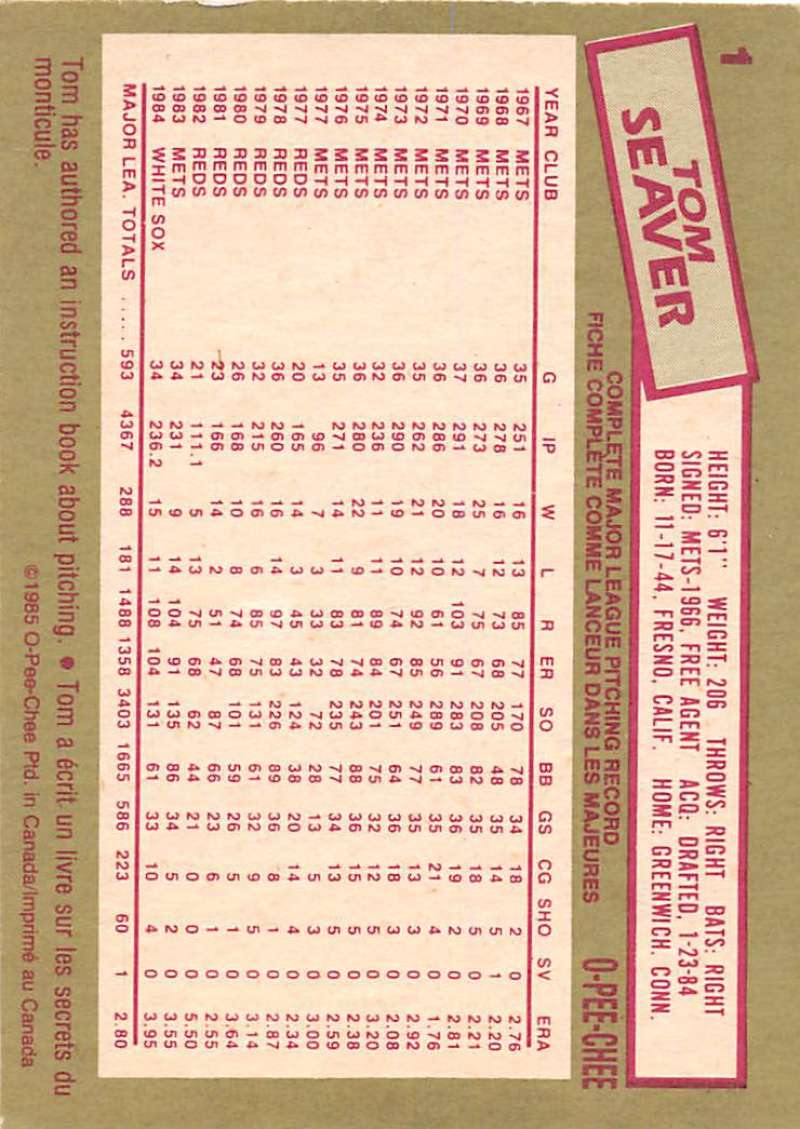 1
TOM
SEAVER
HEIGHT: 6'1" WEIGHT: 206 THROWS: RIGHT BATS: RIGHT
SIGNED: METS-1966, FREE AGENT ACQ: DRAFTED, 1-23-84
BORN: 11-17-44, FRESNO, CALIF. HOME: GREENWICH, CONN.
COMPLETE MAJOR LEAGUE PITCHING RECORD
FICHE COMPLÈTE COMME LANCEUR DANS LES MAJEURES
O-PEE-CHEE
YEAR CLUB G IP W L R ER SO BB GS CG SHO SV ERA
1967 METS 35 251 16 13 85 77 170 78 34 18 2 0 2.76
1968 METS 36 278 16 12 73 68 205 48 35 14 5 1 2.20
1969 METS 36 273 25 7 75 67 208 82 35 18 5 0 2.21
1970 METS 37 291 18 12 103 91 283 83 36 19 2 0 2.81
1971 METS 36 286 20 10 61 56 289 61 35 21 4 0 1.76
1972 METS 35 262 21 12 92 85 249 77 35 13 3 0 2.92
1973 METS 36 290 19 10 74 67 251 64 36 18 3 0 2.08
1974 METS 32 236 11 11 89 84 201 75 32 12 5 0 3.20
1975 METS 36 280 22 9 81 74 243 88 36 15 5 0 2.38
1976 METS 35 271 14 11 83 78 235 77 34 13 5 0 2.59
1977 METS 13 96 7 3 33 32 72 28 13 5 3 0 3.00
1977 REDS 20 165 14 3 45 43 124 38 20 14 4 0 2.34
1978 REDS 36 260 16 14 97 83 226 89 36 8 1 0 2.87
1979 REDS 32 215 16 6 85 75 131 61 32 9 5 0 3.14
1980 REDS 26 168 10 8 74 68 101 59 26 5 1 0 3.64
1981 REDS 23 166 14 2 51 47 87 66 23 6 1 0 2.55
1982 REDS 21 111.1 5 13 75 68 62 44 21 0 0 0 5.50
1983 METS 34 231 9 14 104 91 135 86 34 5 2 0 3.55
1984 WHITE SOX 34 236.2 15 11 108 104 131 61 33 10 4 0 3.95
MAJOR LEA. TOTALS ..... 593 4367 288 181 1488 1358 3403 1665 586 223 60 1 2.80
Tom has authored an instruction book about pitching. • Tom a écrit un livre sur les secrets du
monticule.
©1985 O-Pee-Chee Ptd. in Canada/Imprimé au Canada